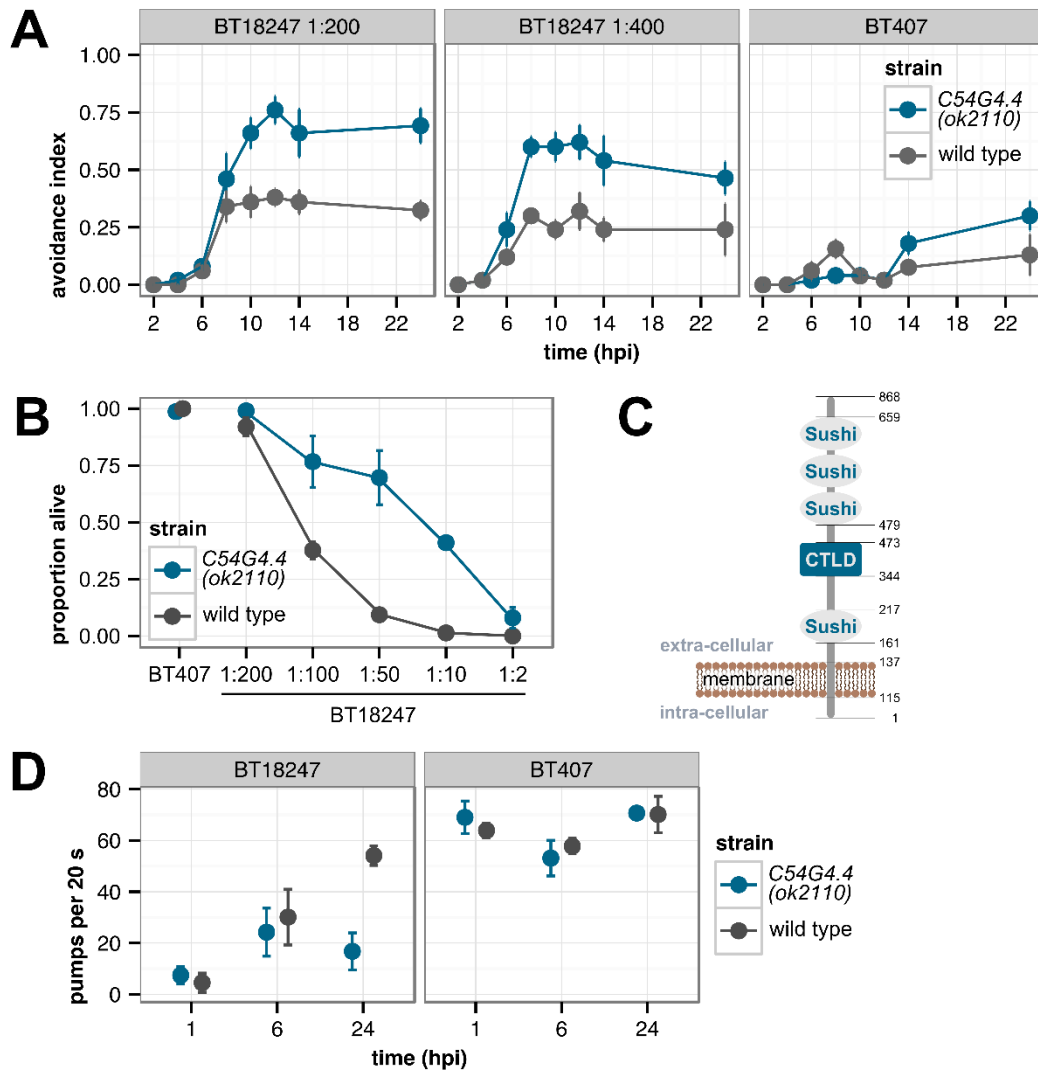 A
BT18247 1:200
BT18247 1:400
BT407
avoidance index
1.00
0.75
0.50
0.25
0.00
2 6 10 14 18 22
2 6 10 14 18 22
2 6 10 14 18 22
time (hpi)
strain
C54G4.4
(ok2110)
wild type
B
proportion alive
1.00
0.75
0.50
0.25
0.00
strain
C54G4.4
(ok2110)
wild type
BT407 1:200 1:100 1:50 1:10 1:2
BT18247
C
868
659
Sushi
Sushi
Sushi
479
473
CTLD
344
217
Sushi
161
extra-cellular
137
membrane
115
intra-cellular
1
D
BT18247
BT407
pumps per 20 s
80
60
40
20
0
1 6 24
1 6 24
time (hpi)
strain
C54G4.4
(ok2110)
wild type